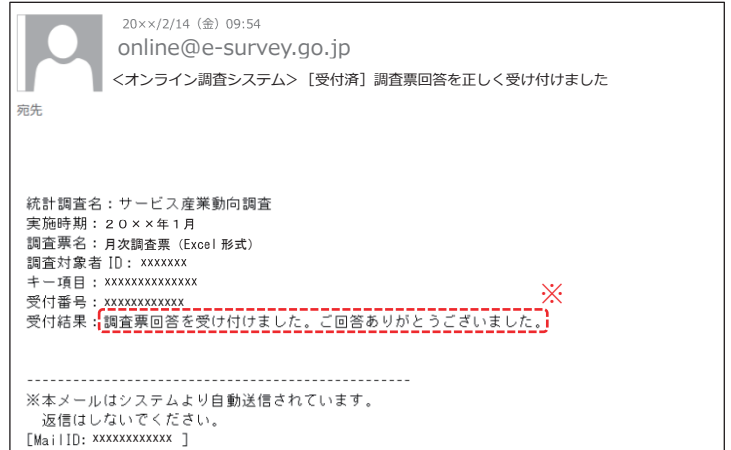 20××/2/14（金）09:54
online@e-survey.go.jp
＜オンライン調査システム＞［受付済］調査票回答を正しく受け付けました
宛先
統計調査名：サービス産業動向調査
実施時期：２０××年１月
調査票名：月次調査票（Excel形式）
調査対象者 ID： xxxxxxx
キー項目：xxxxxxxxxxxxxx
受付番号：xxxxxxxxxxxx
※
受付結果：調査票回答を受け付けました。ご回答ありがとうございました。
--------------------------------------------------
※本メールはシステムより自動送信されています。
返信はしないでください。
[MailID: xxxxxxxxxxxx ]